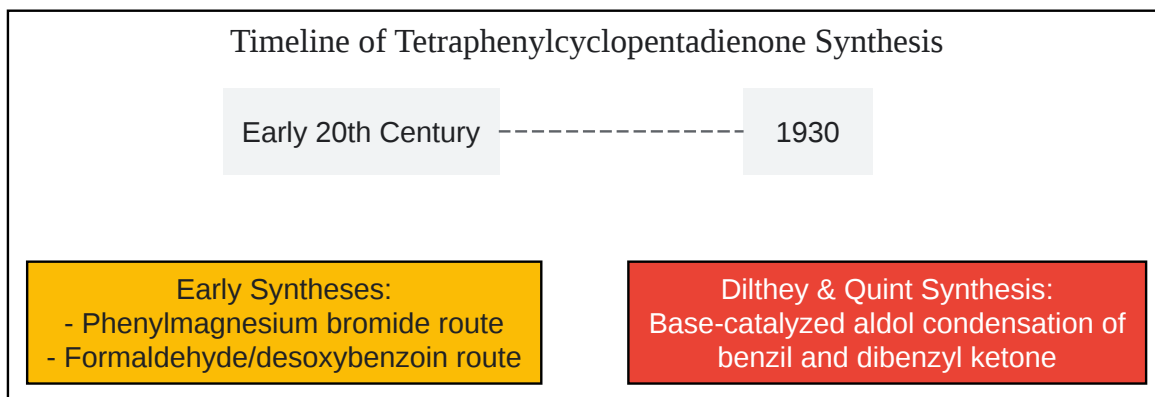 Timeline of Tetraphenylcyclopentadienone Synthesis
Early 20th Century
1930
Early Syntheses:
- Phenylmagnesium bromide route
- Formaldehyde/desoxybenzoin route
Dilthey & Quint Synthesis:
Base-catalyzed aldol condensation of
benzil and dibenzyl ketone